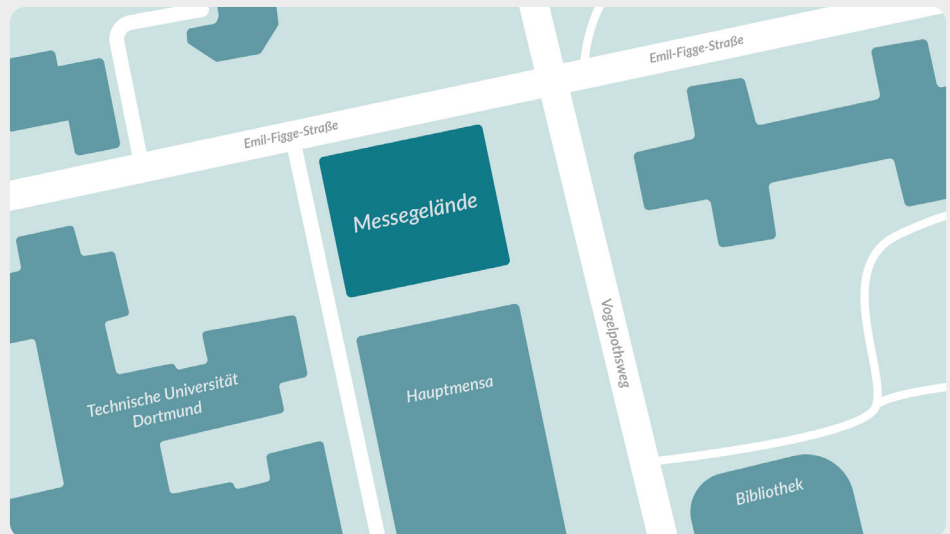 Emil-Figge-Straße
Emil-Figge-Straße
Messegelände
Vogelpothsweg
Hauptmensa
Technische Universität
Dortmund
Bibliothek